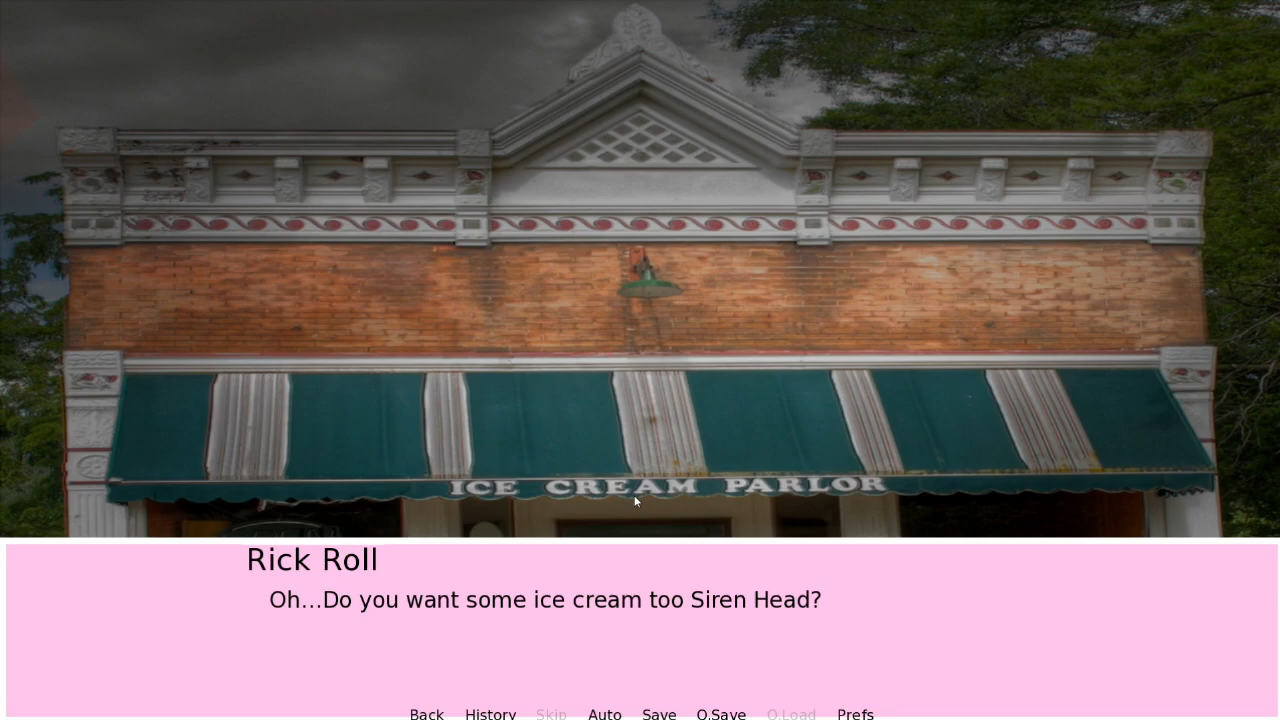 ICE CREAM PARLOR
Rick Roll
Oh...Do you want some ice cream too Siren Head?
Back History Skip Auto Save Q.Save Q.Load Prefs